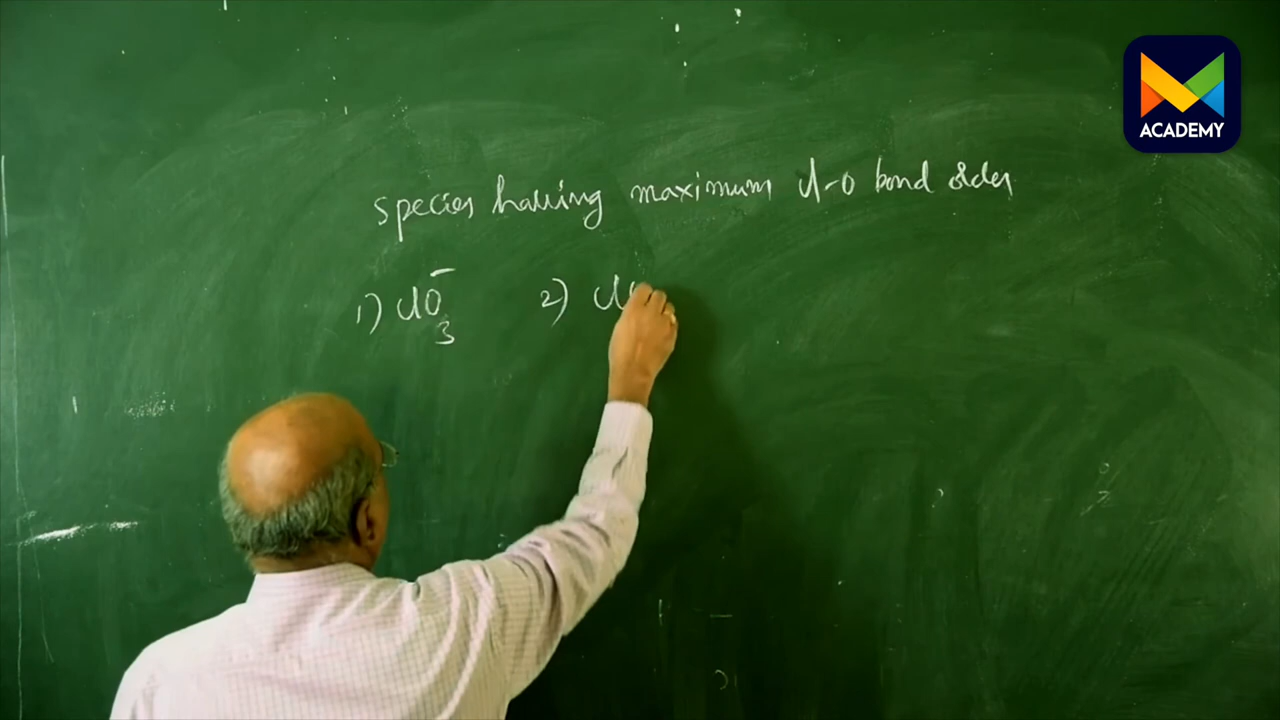 ACADEMY
species having maximum Cl-O bond order
1) ClO₃⁻ 2) Cl